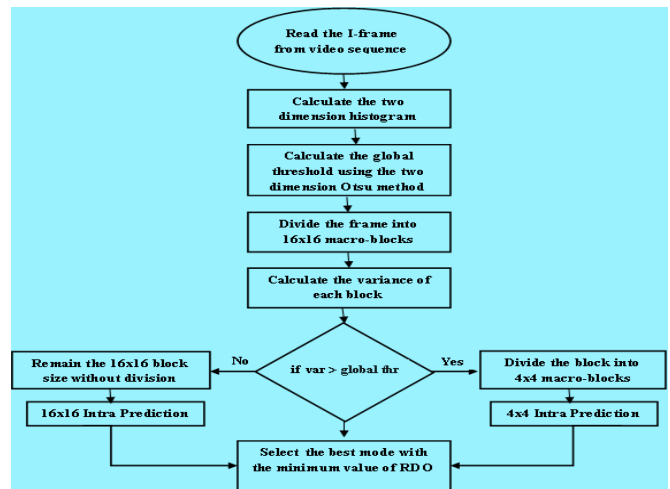 Read the I-frame
from video sequence
Calculate the two
dimension histogram
Calculate the global
threshold using the two
dimension Otsu method
Divide the frame into
16x16 macro-blocks
Calculate the variance of
each block
if var > global thr
No
Yes
Remain the 16x16 block
size without division
16x16 Intra Prediction
Divide the block into
4x4 macro-blocks
4x4 Intra Prediction
Select the best mode with
the minimum value of RDO